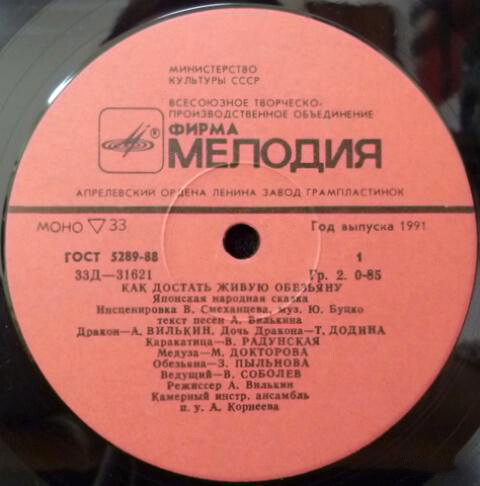 МИНИСТЕРСТВО
КУЛЬТУРЫ СССР
ВСЕСОЮЗНОЕ ТВОРЧЕСКО-
ПРОИЗВОДСТВЕННОЕ ОБЪЕДИНЕНИЕ
ФИРМА
МЕЛОДИЯ
АПРЕЛЕВСКИЙ ОРДЕНА ЛЕНИНА ЗАВОД ГРАМПЛАСТИНОК
МОНО ▽ 33 Год выпуска 1991
ГОСТ 5289-88 1
33Д—31621 Гр. 2. 0-85
КАК ДОСТАТЬ ЖИВУЮ ОБЕЗЬЯНУ
Японская народная сказка
Инсценировка В. Смеханцева, муз. Ю. Буцко
текст песен А. Вилькина
Дракон—А. ВИЛЬКИН, Дочь Дракона—Т. ДОДИНА
Каракатица—В. РАДУНСКАЯ
Медуза—М. ДОКТОРОВА
Обезьяна—З. ПЫЛЬНОВА
Ведущий—В. СОБОЛЕВ
Режиссер А. Вилькин
Камерный инстр. ансамбль
п. у. А. Корнеева